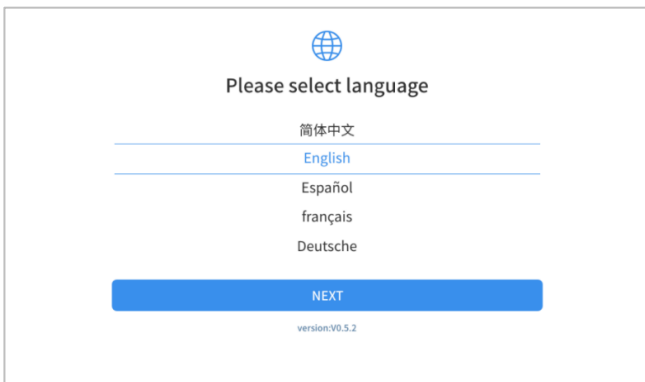 Please select language
简体中文
English
Español
français
Deutsche
NEXT
version:V0.5.2